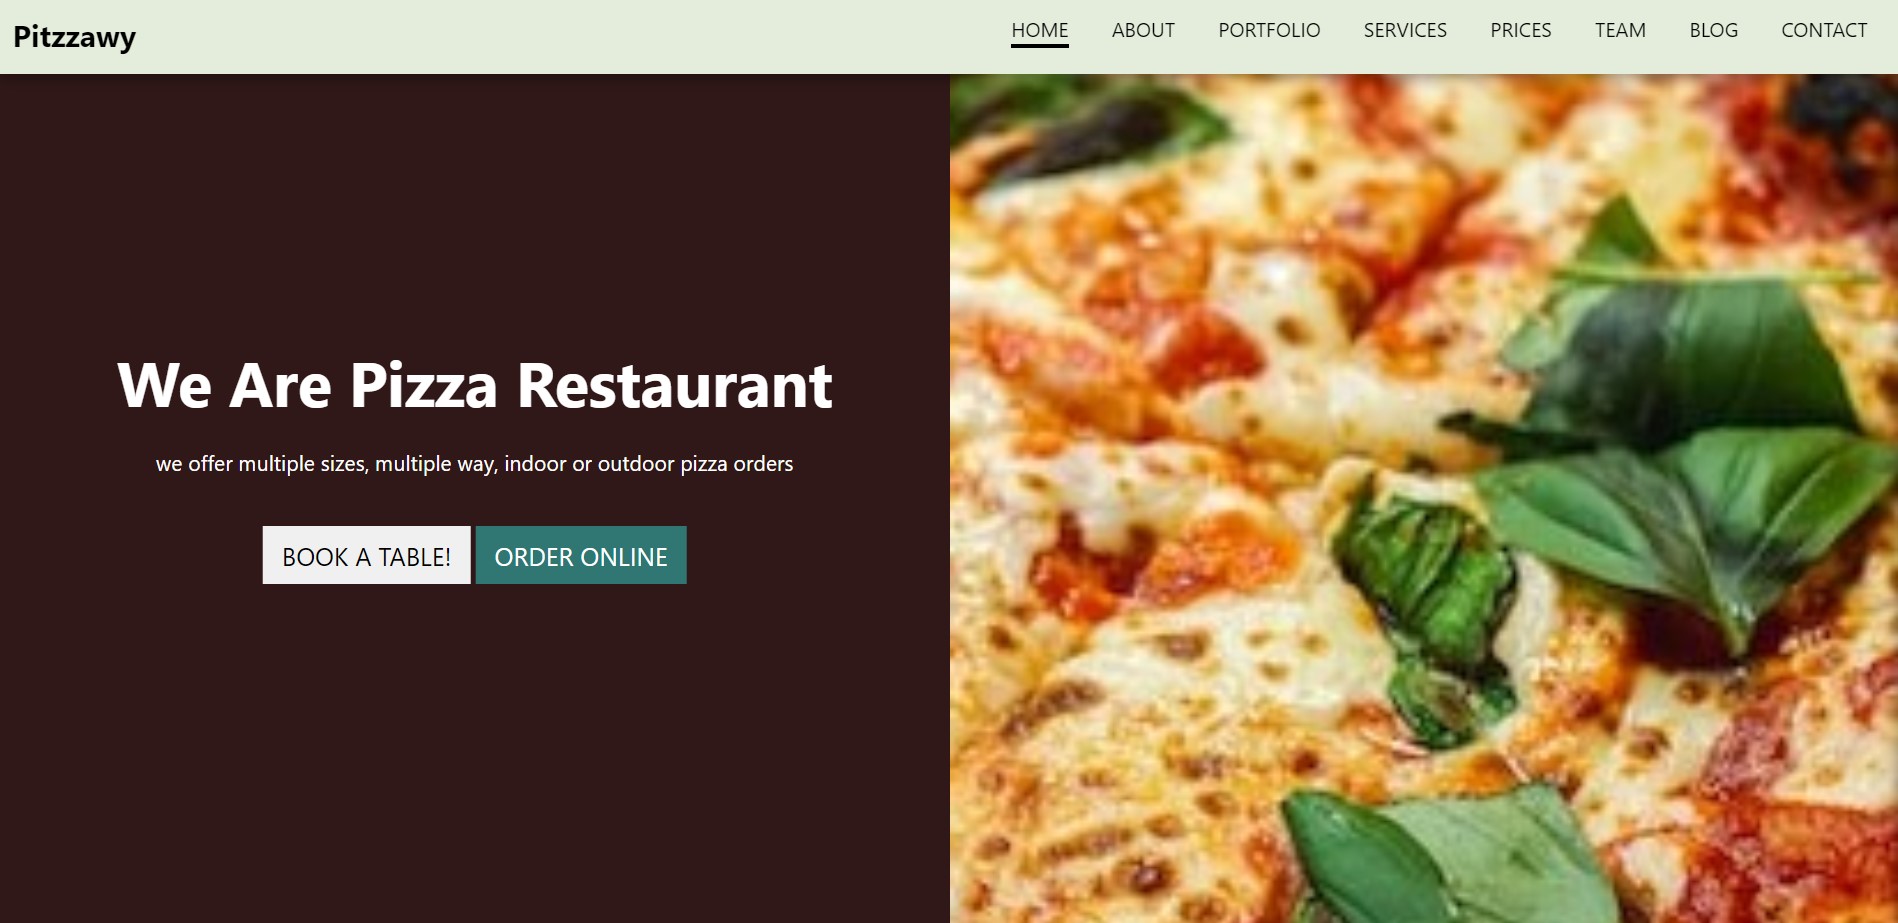 Pitzzawy
HOME ABOUT PORTFOLIO SERVICES PRICES TEAM BLOG CONTACT
We Are Pizza Restaurant
we offer multiple sizes, multiple way, indoor or outdoor pizza orders
BOOK A TABLE! ORDER ONLINE